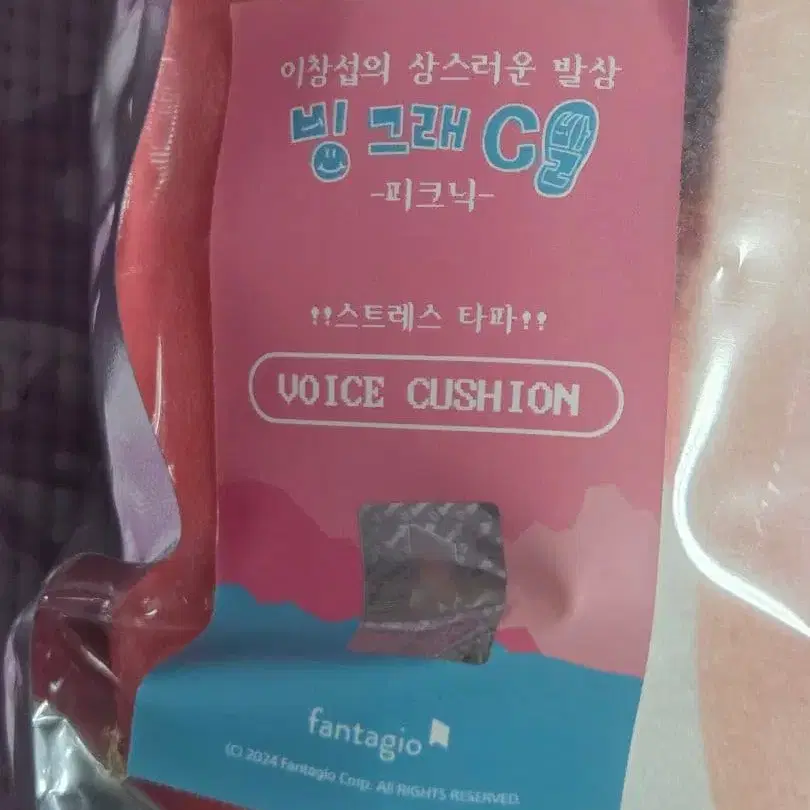 이창섭의 상스러운 발상
빙 그래 C발
-피크닉-
!!스트레스 타파!!
VOICE CUSHION
fantagio
(C) 2024 Fantagio Corp. All RIGHTS RESERVED.